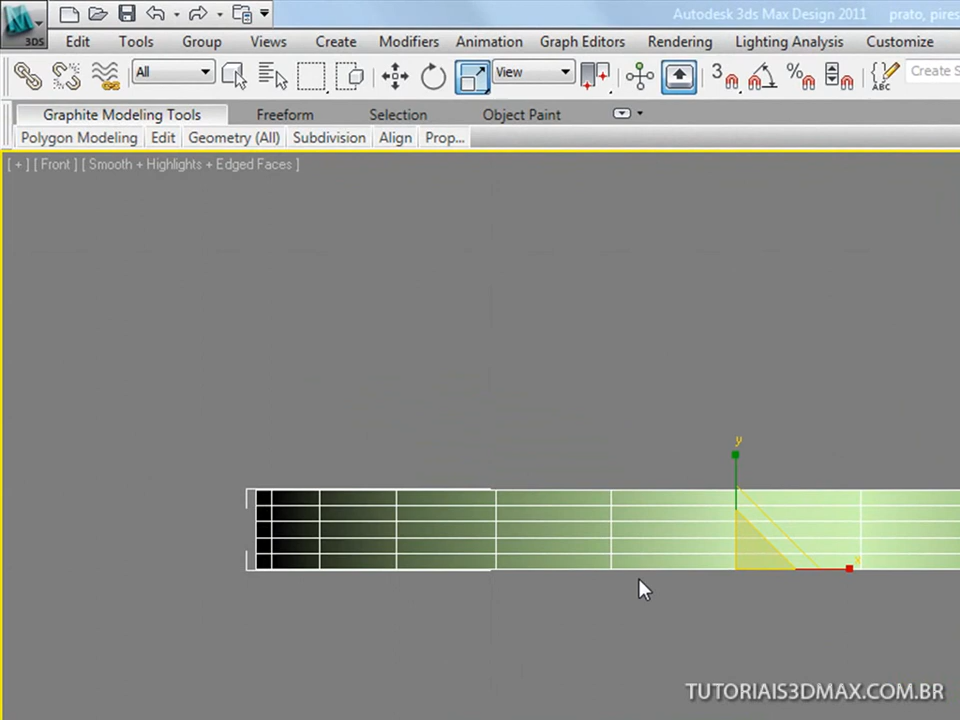 Autodesk 3ds Max Design 2011 prato, pires
3DS
Edit Tools Group Views Create Modifiers Animation Graph Editors Rendering Lighting Analysis Customize
All View 3 % ABC Create S
Graphite Modeling Tools Freeform Selection Object Paint
Polygon Modeling Edit Geometry (All) Subdivision Align Prop...
[ + ] [ Front ] [ Smooth + Highlights + Edged Faces ]
y
x
TUTORIAIS3DMAX.COM.BR